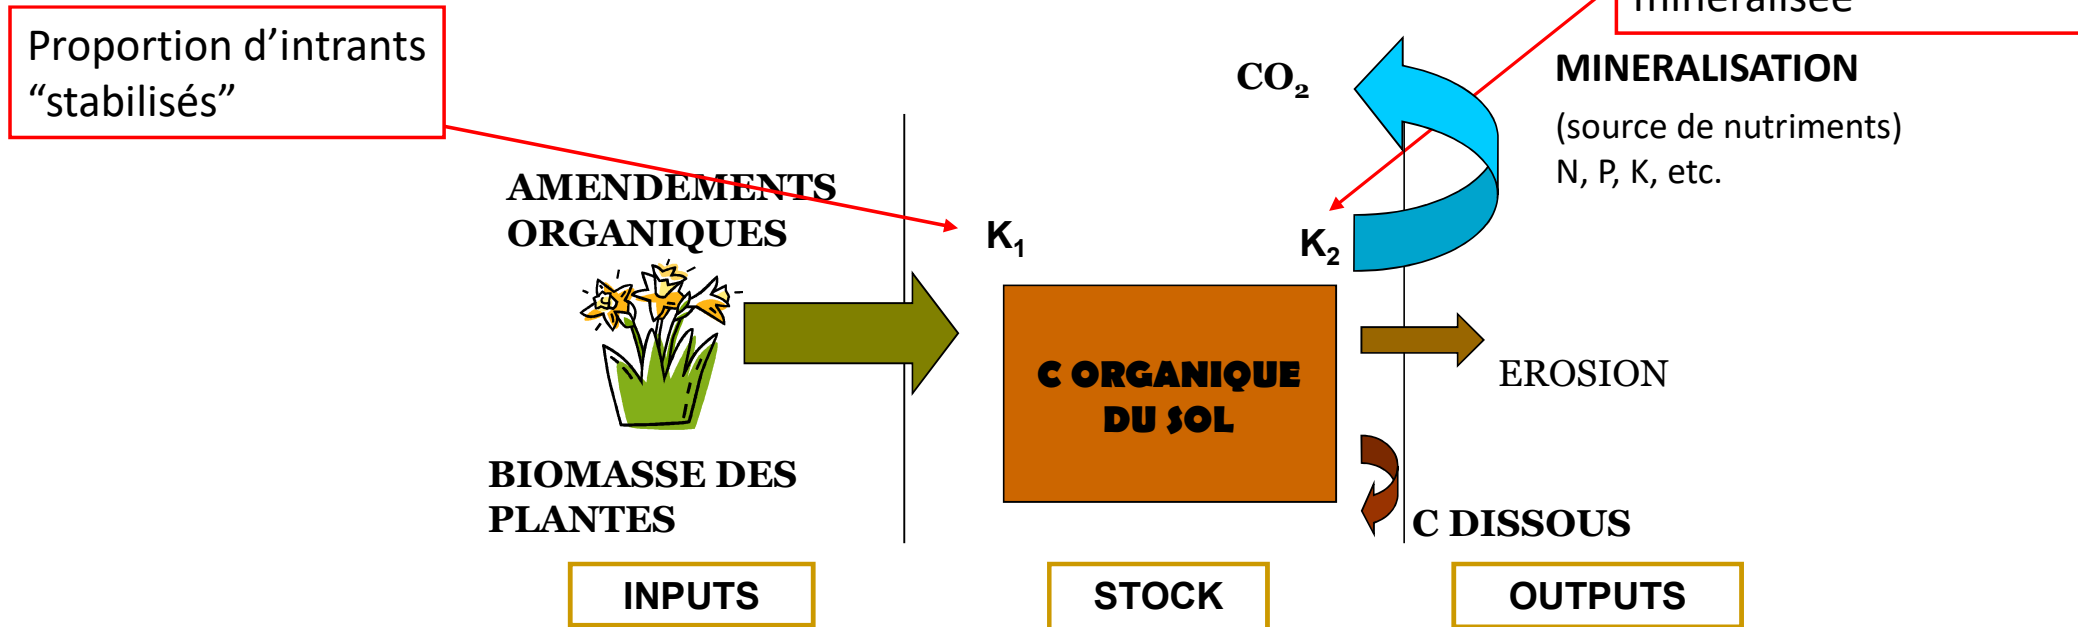 Proportion d’intrants
“stabilisés”
minéralisée
CO₂
MINERALISATION
(source de nutriments)
N, P, K, etc.
AMENDEMENTS
ORGANIQUES
K₁
K₂
C ORGANIQUE
DU SOL
EROSION
BIOMASSE DES
PLANTES
C DISSOUS
INPUTS
STOCK
OUTPUTS